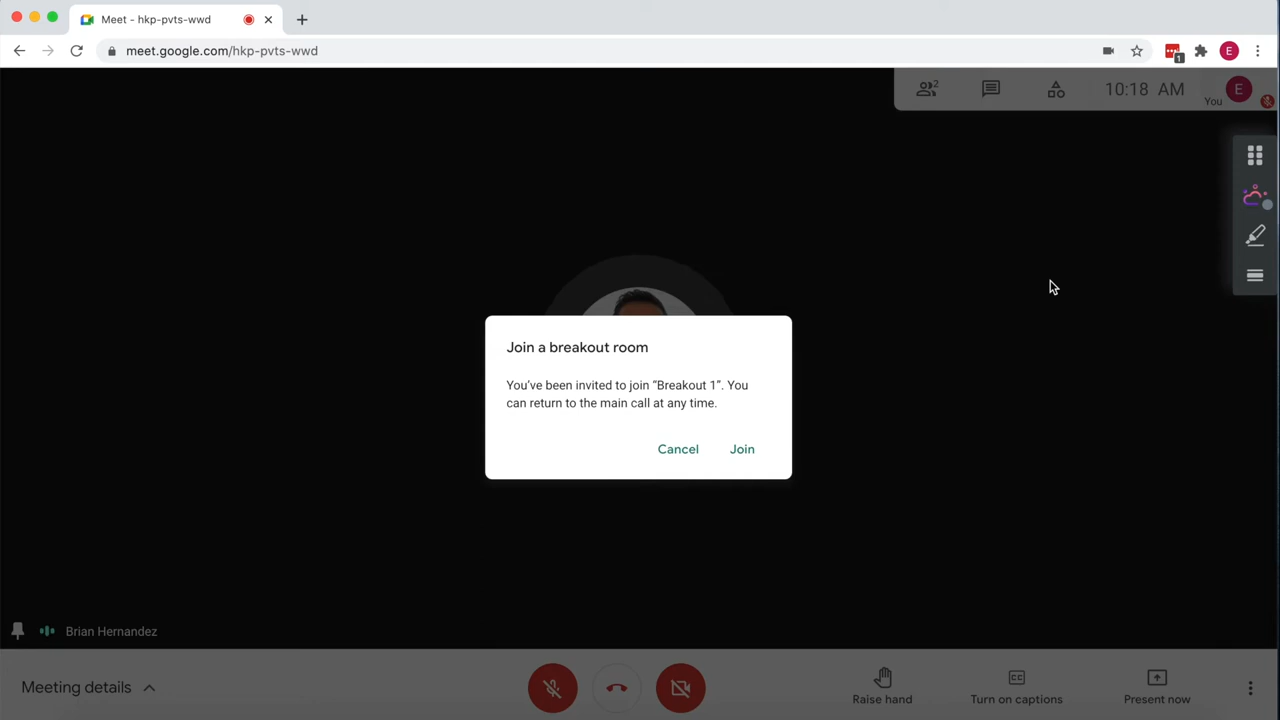 Meet - hkp-pvts-wwd
meet.google.com/hkp-pvts-wwd
1
E
2
10:18 AM
You
E
Join a breakout room
You've been invited to join “Breakout 1”. You
can return to the main call at any time.
Cancel
Join
Brian Hernandez
Meeting details
Raise hand
CC
Turn on captions
Present now